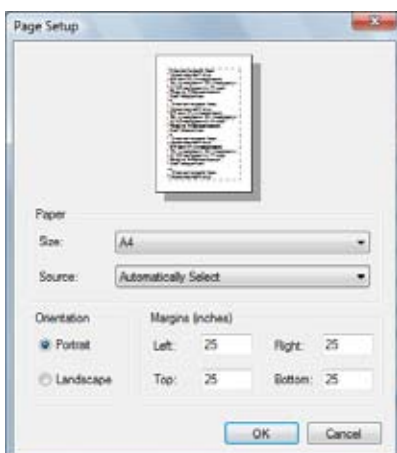 Page Setup
Paper
Size: A4
Source: Automatically Select
Orientation Margins (inches)
Portrait Left: 25 Right: 25
Landscape Top: 25 Bottom: 25
OK Cancel